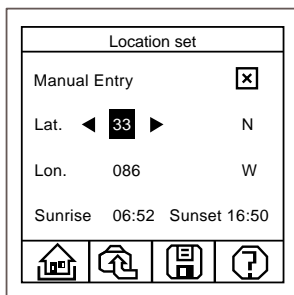 Location set
Manual Entry
Lat. 33 N
Lon. 086 W
Sunrise 06:52 Sunset 16:50
?